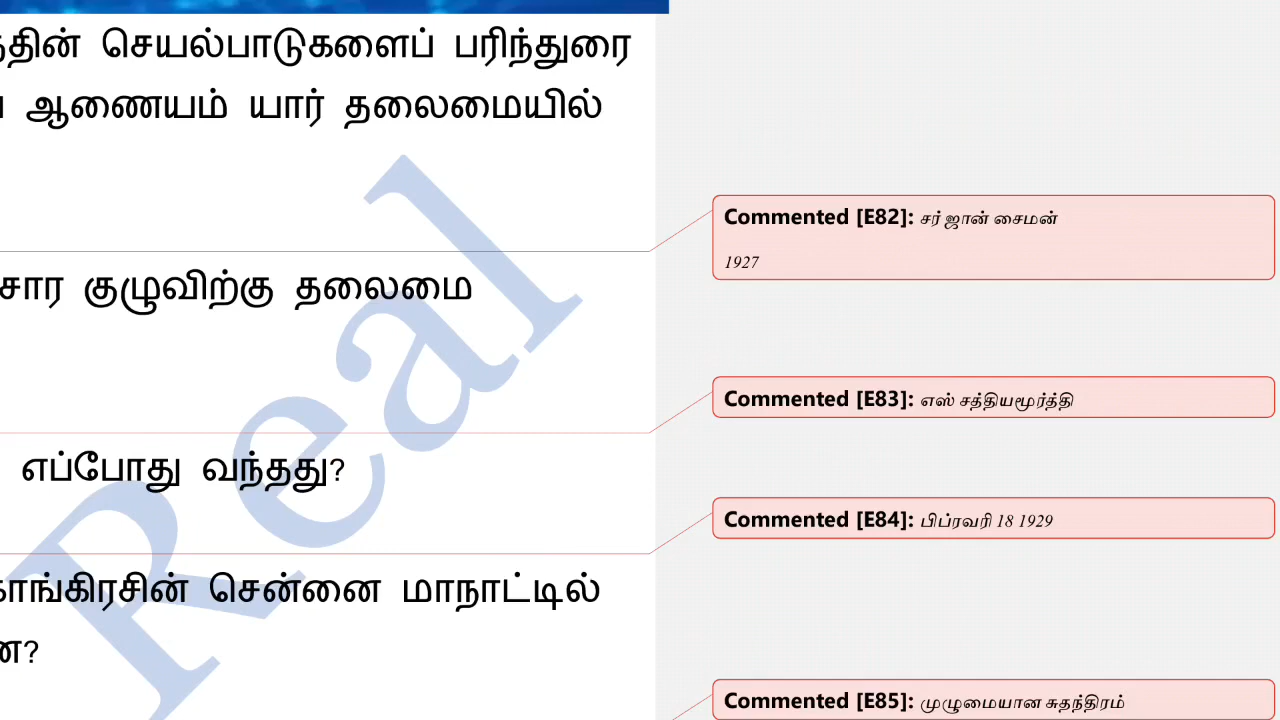 த்தின் செயல்பாடுகளைப் பரிந்துரை
ஆணையம் யார் தலைமையில்
Commented [E82]: சர் ஜான் சைமன்
1927
சார குழுவிற்கு தலைமை
Commented [E83]: எஸ் சத்தியமூர்த்தி
எப்போது வந்தது?
Commented [E84]: பிப்ரவரி 18 1929
காங்கிரசின் சென்னை மாநாட்டில்
ன?
Commented [E85]: முழுமையான சுதந்திரம்
Real